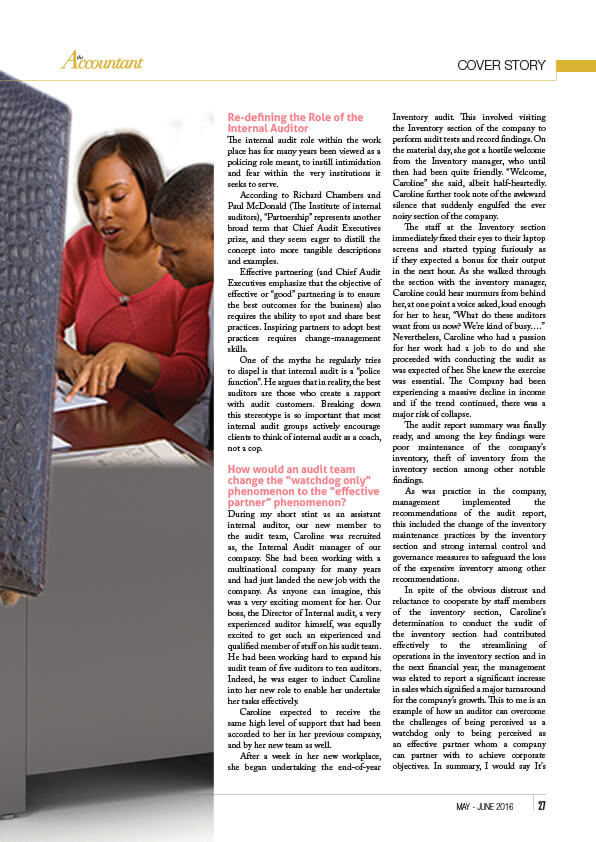 the
Accountant
COVER STORY
Re-defining the Role of the
Internal Auditor
The internal audit role within the work
place has for many years been viewed as a
policing role meant, to instill intimidation
and fear within the very institutions it
seeks to serve.
According to Richard Chambers and
Paul McDonald (The Institute of internal
auditors), “Partnership” represents another
broad term that Chief Audit Executives
prize, and they seem eager to distill the
concept into more tangible descriptions
and examples.
Effective partnering (and Chief Audit
Executives emphasize that the objective of
effective or “good” partnering is to ensure
the best outcomes for the business) also
requires the ability to spot and share best
practices. Inspiring partners to adopt best
practices requires change-management
skills.
One of the myths he regularly tries
to dispel is that internal audit is a “police
function”. He argues that in reality, the best
auditors are those who create a rapport
with audit customers. Breaking down
this stereotype is so important that most
internal audit groups actively encourage
clients to think of internal audit as a coach,
not a cop.
How would an audit team
change the “watchdog only”
phenomenon to the “effective
partner” phenomenon?
During my short stint as an assistant
internal auditor, our new member to
the audit team, Caroline was recruited
as, the Internal Audit manager of our
company. She had been working with a
multinational company for many years
and had just landed the new job with the
company. As anyone can imagine, this
was a very exciting moment for her. Our
boss, the Director of Internal audit, a very
experienced auditor himself, was equally
excited to get such an experienced and
qualified member of staff on his audit team.
He had been working hard to expand his
audit team of five auditors to ten auditors.
Indeed, he was eager to induct Caroline
into her new role to enable her undertake
her tasks effectively.
Caroline expected to receive the
same high level of support that had been
accorded to her in her previous company,
and by her new team as well.
After a week in her new workplace,
she began undertaking the end-of-year
Inventory audit. This involved visiting
the Inventory section of the company to
perform audit tests and record findings. On
the material day, she got a hostile welcome
from the Inventory manager, who until
then had been quite friendly. “Welcome,
Caroline” she said, albeit half-heartedly.
Caroline further took note of the awkward
silence that suddenly engulfed the ever
noisy section of the company.
The staff at the Inventory section
immediately fixed their eyes to their laptop
screens and started typing furiously as
if they expected a bonus for their output
in the next hour. As she walked through
the section with the inventory manager,
Caroline could hear murmurs from behind
her, at one point a voice asked, loud enough
for her to hear, “What do these auditors
want from us now? We're kind of busy….”
Nevertheless, Caroline who had a passion
for her work had a job to do and she
proceeded with conducting the audit as
was expected of her. She knew the exercise
was essential. The Company had been
experiencing a massive decline in income
and if the trend continued, there was a
major risk of collapse.
The audit report summary was finally
ready, and among the key findings were
poor maintenance of the company's
inventory, theft of inventory from the
inventory section among other notable
findings.
As was practice in the company,
management implemented the
recommendations of the audit report,
this included the change of the inventory
maintenance practices by the inventory
section and strong internal control and
governance measures to safeguard the loss
of the expensive inventory among other
recommendations.
In spite of the obvious distrust and
reluctance to cooperate by staff members
of the inventory section, Caroline's
determination to conduct the audit of
the inventory section had contributed
effectively to the streamlining of
operations in the inventory section and in
the next financial year, the management
was elated to report a significant increase
in sales which signified a major turnaround
for the company's growth. This to me is an
example of how an auditor can overcome
the challenges of being perceived as a
watchdog only to being perceived as
an effective partner whom a company
can partner with to achieve corporate
objectives. In summary, I would say It's
MAY - JUNE 2016
27